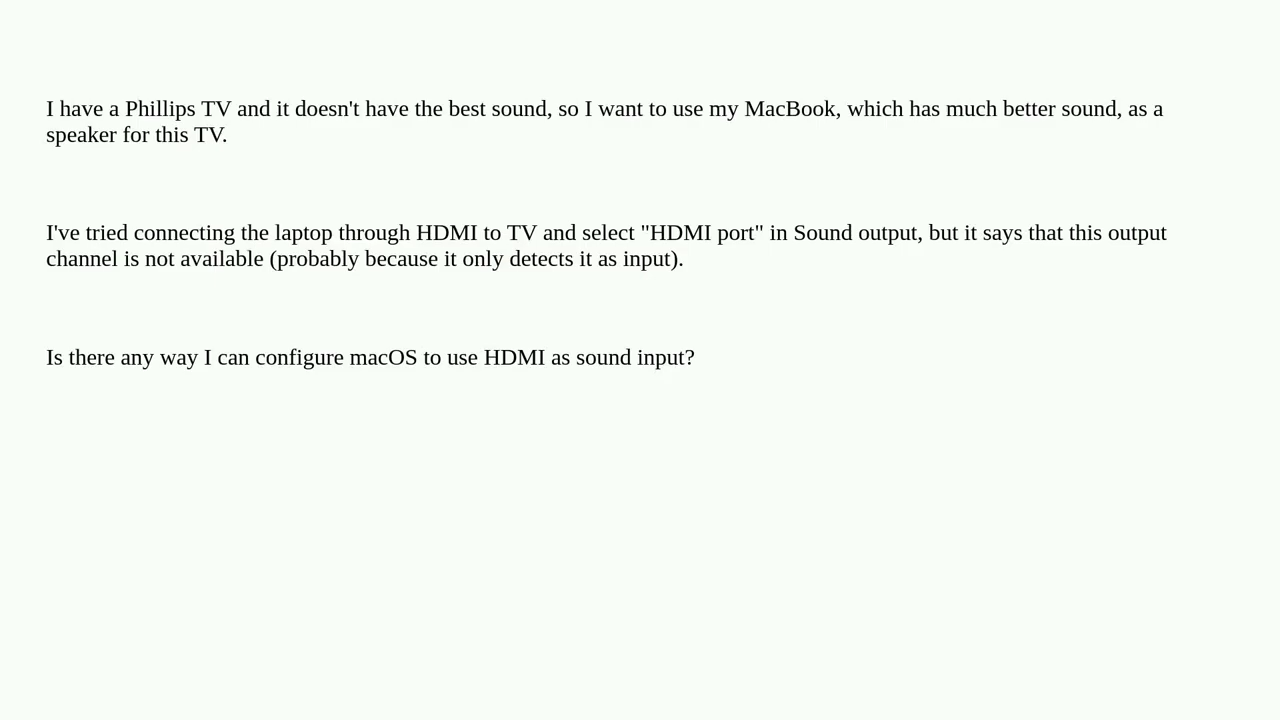 I have a Phillips TV and it doesn't have the best sound, so I want to use my MacBook, which has much better sound, as a
speaker for this TV.
I've tried connecting the laptop through HDMI to TV and select "HDMI port" in Sound output, but it says that this output
channel is not available (probably because it only detects it as input).
Is there any way I can configure macOS to use HDMI as sound input?